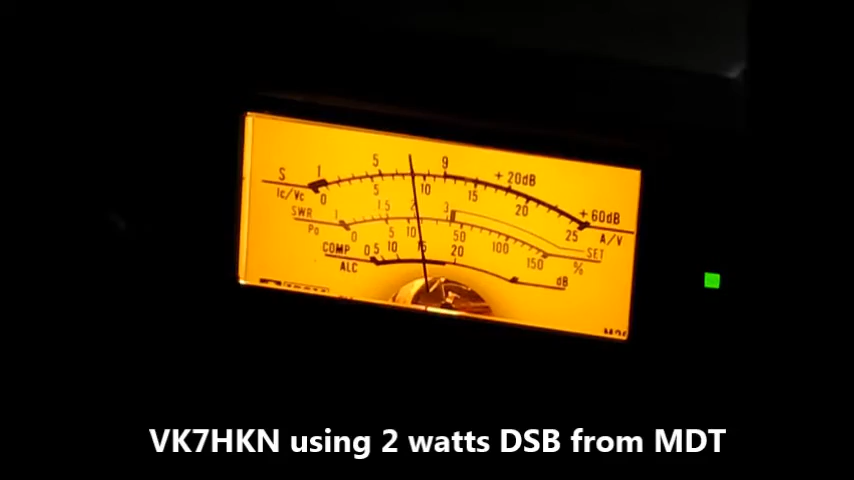 S 1 5 9 +20dB +60dB
Ic/Vc 0 5 10 15 20 25 A/V
SWR 1 1.5 2 3 SET
Po 0 5 10 50 100 150 %
COMP 0 5 10 15 20 dB
ALC
VK7HKN using 2 watts DSB from MDT